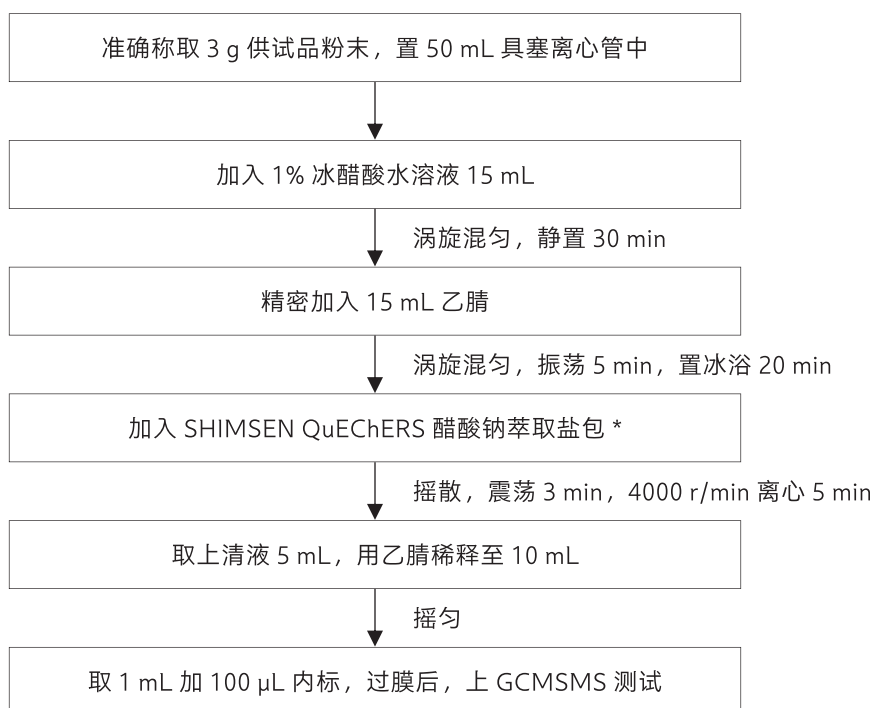 准确称取 3 g 供试品粉末，置 50 mL 具塞离心管中
加入 1% 冰醋酸水溶液 15 mL
涡旋混匀，静置 30 min
精密加入 15 mL 乙腈
涡旋混匀，振荡 5 min，置冰浴 20 min
加入 SHIMSEN QuEChERS 醋酸钠萃取盐包 *
摇散，震荡 3 min，4000 r/min 离心 5 min
取上清液 5 mL，用乙腈稀释至 10 mL
摇匀
取 1 mL 加 100 μL 内标，过膜后，上 GCMSMS 测试